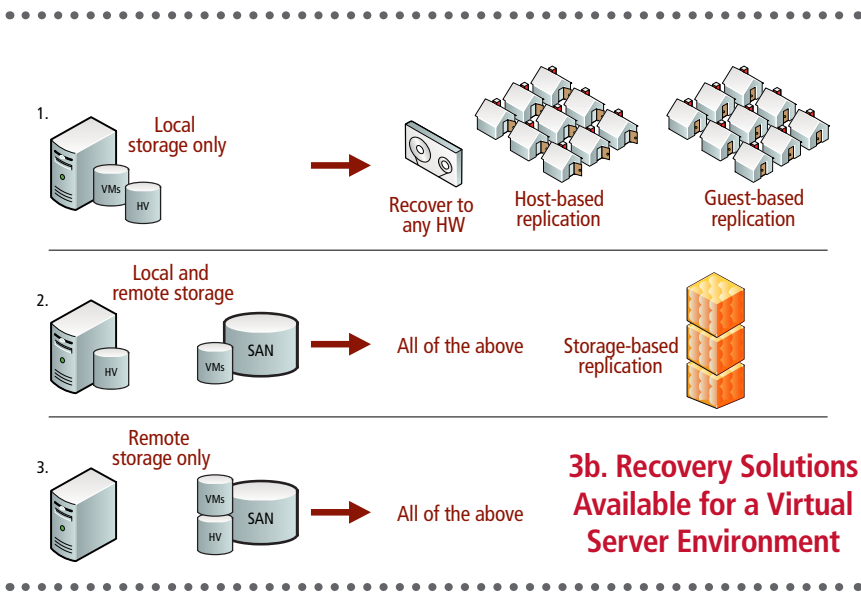 1.
Local
storage only
VMs
HV
Recover to
any HW
Host-based
replication
Guest-based
replication
2.
Local and
remote storage
HV
VMs
SAN
All of the above
Storage-based
replication
3.
Remote
storage only
VMs
HV
SAN
All of the above
3b. Recovery Solutions
Available for a Virtual
Server Environment